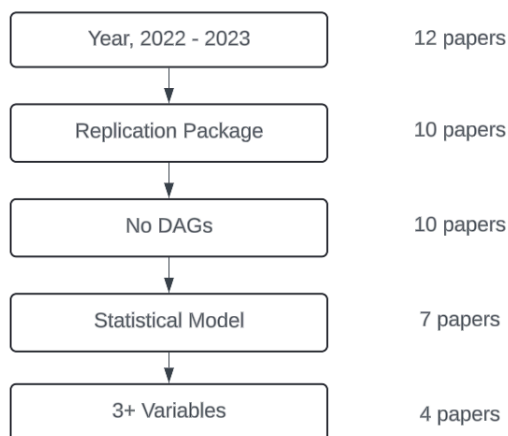 Year, 2022 - 2023
12 papers
Replication Package
10 papers
No DAGs
10 papers
Statistical Model
7 papers
3+ Variables
4 papers